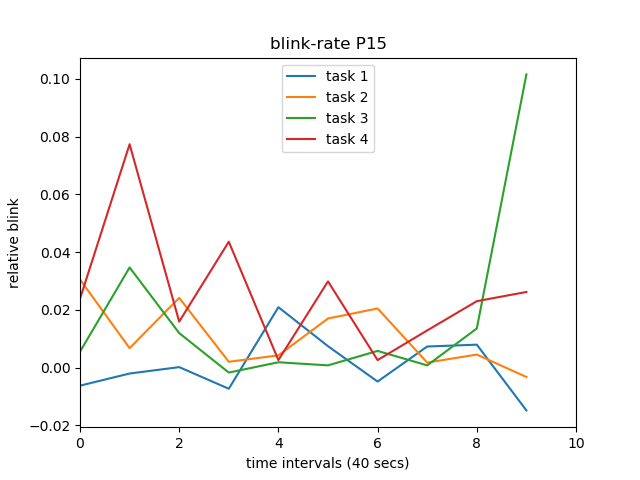 blink-rate P15
task 1
task 2
task 3
task 4
relative blink
0.10
0.08
0.06
0.04
0.02
0.00
−0.02
0 2 4 6 8 10
time intervals (40 secs)